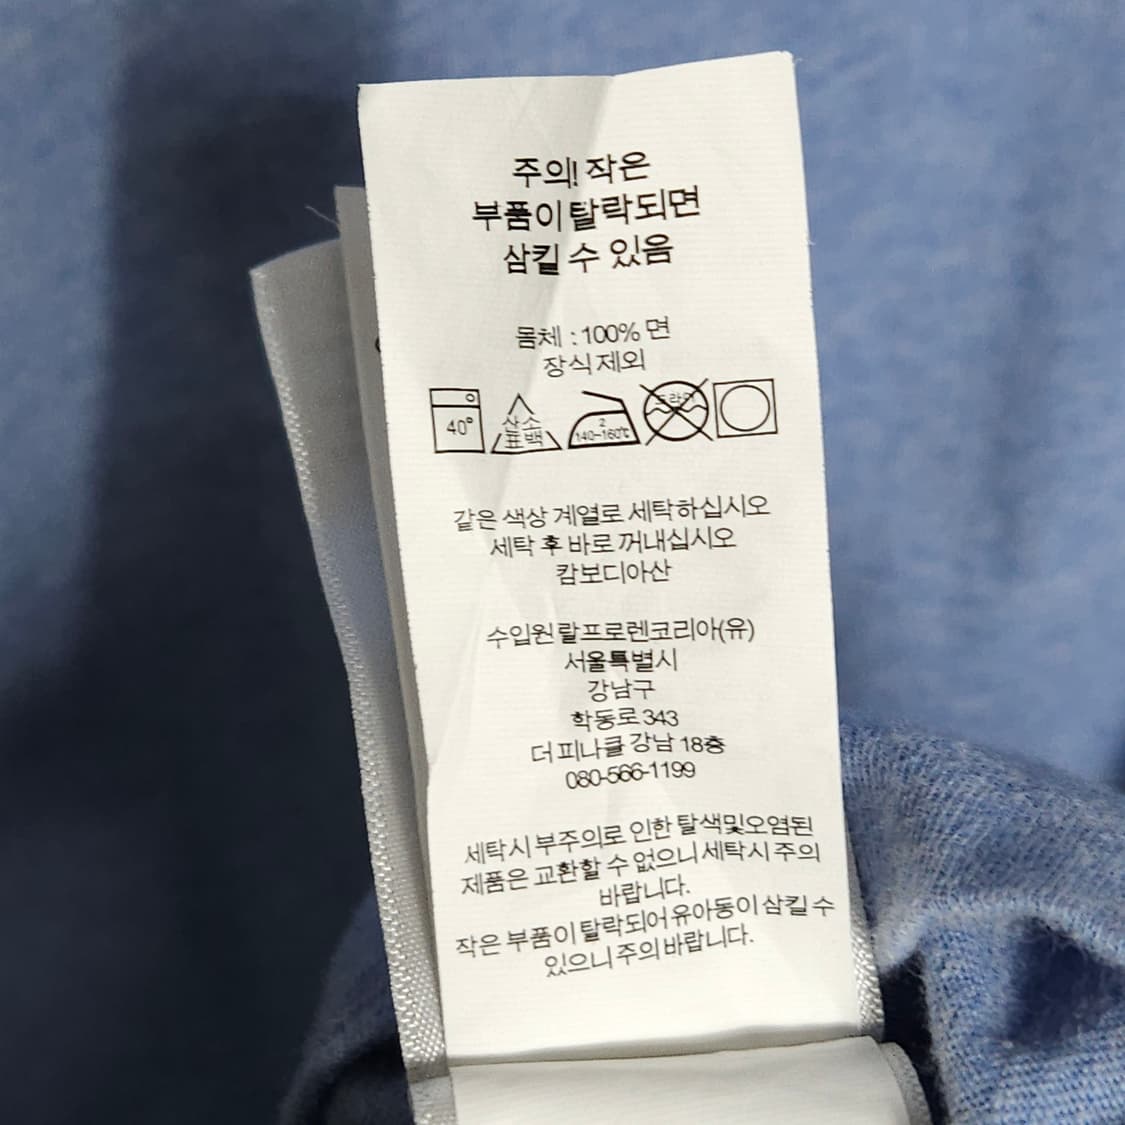 주의! 작은
부품이 탈락되면
삼킬 수 있음
몸체 : 100% 면
장식 제외
40°
산소
표백
2
140~160℃
드라이
같은 색상 계열로 세탁하십시오
세탁 후 바로 꺼내십시오
캄보디아산
수입원 랄프로렌코리아(유)
서울특별시
강남구
학동로 343
더 피나클 강남 18층
080-566-1199
세탁시 부주의로 인한 탈색및오염된
제품은 교환할 수 없으니 세탁시 주의
바랍니다.
작은 부품이 탈락되어 유아동이 삼킬 수
있으니 주의 바랍니다.